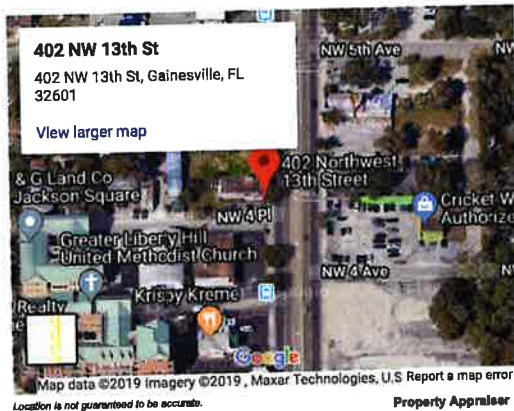 402 NW 13th St
402 NW 13th St, Gainesville, FL
32601
View larger map
NW 5th Ave
NW
402 Northwest
13th Street
& G Land Co
Jackson Square
NW 4 Pl
Cricket W
Authorize
Greater Liberty Hill
United Methodist Church
NW 4 Ave
Krispy Kreme
Realty
Google
Map data ©2019 Imagery ©2019 , Maxar Technologies, U.S Report a map error
Location is not guaranteed to be accurate.
Property Appraiser